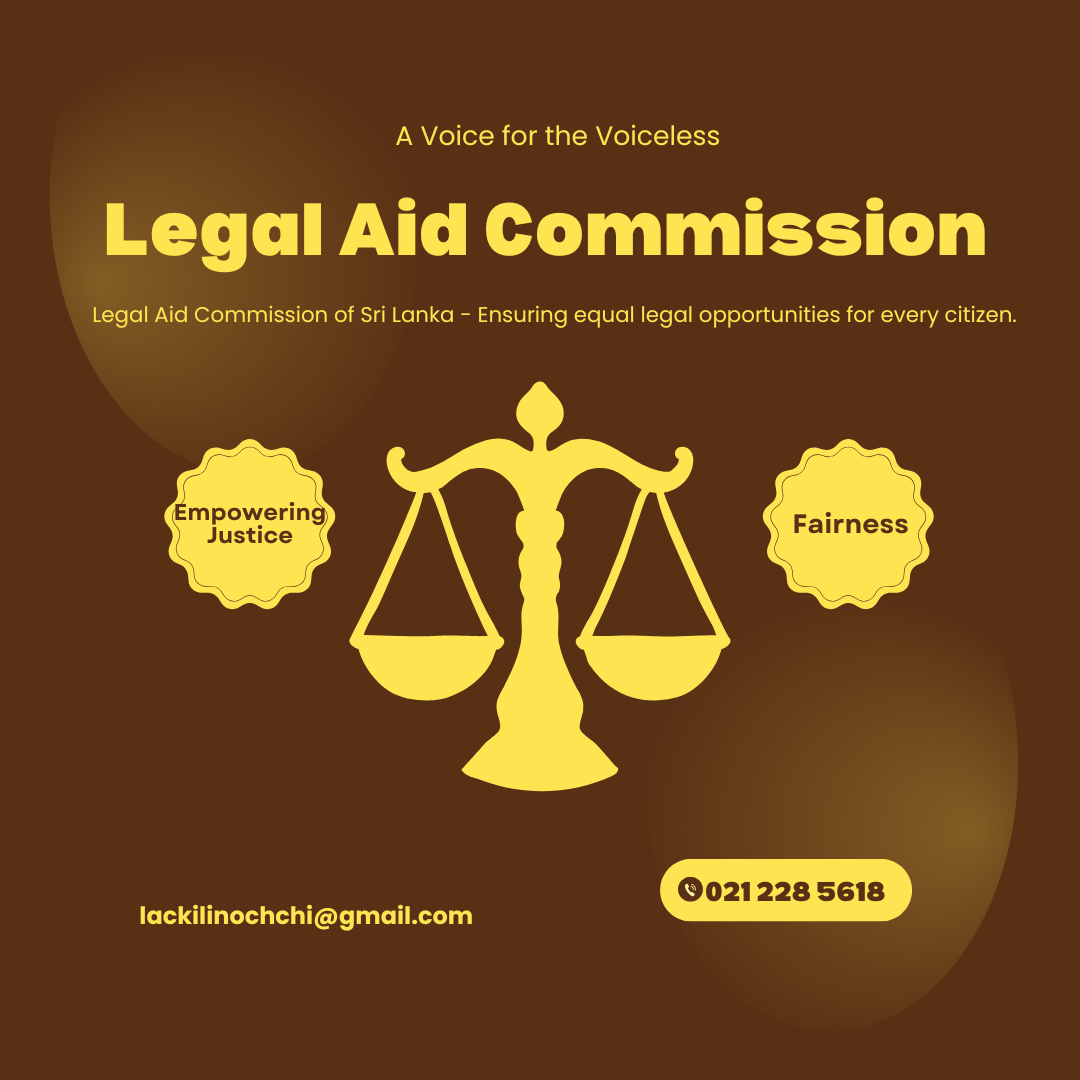 A Voice for the Voiceless
Legal Aid Commission
Legal Aid Commission of Sri Lanka - Ensuring equal legal opportunities for every citizen.
Empowering
Justice
Fairness
lackilinochchi@gmail.com
021 228 5618